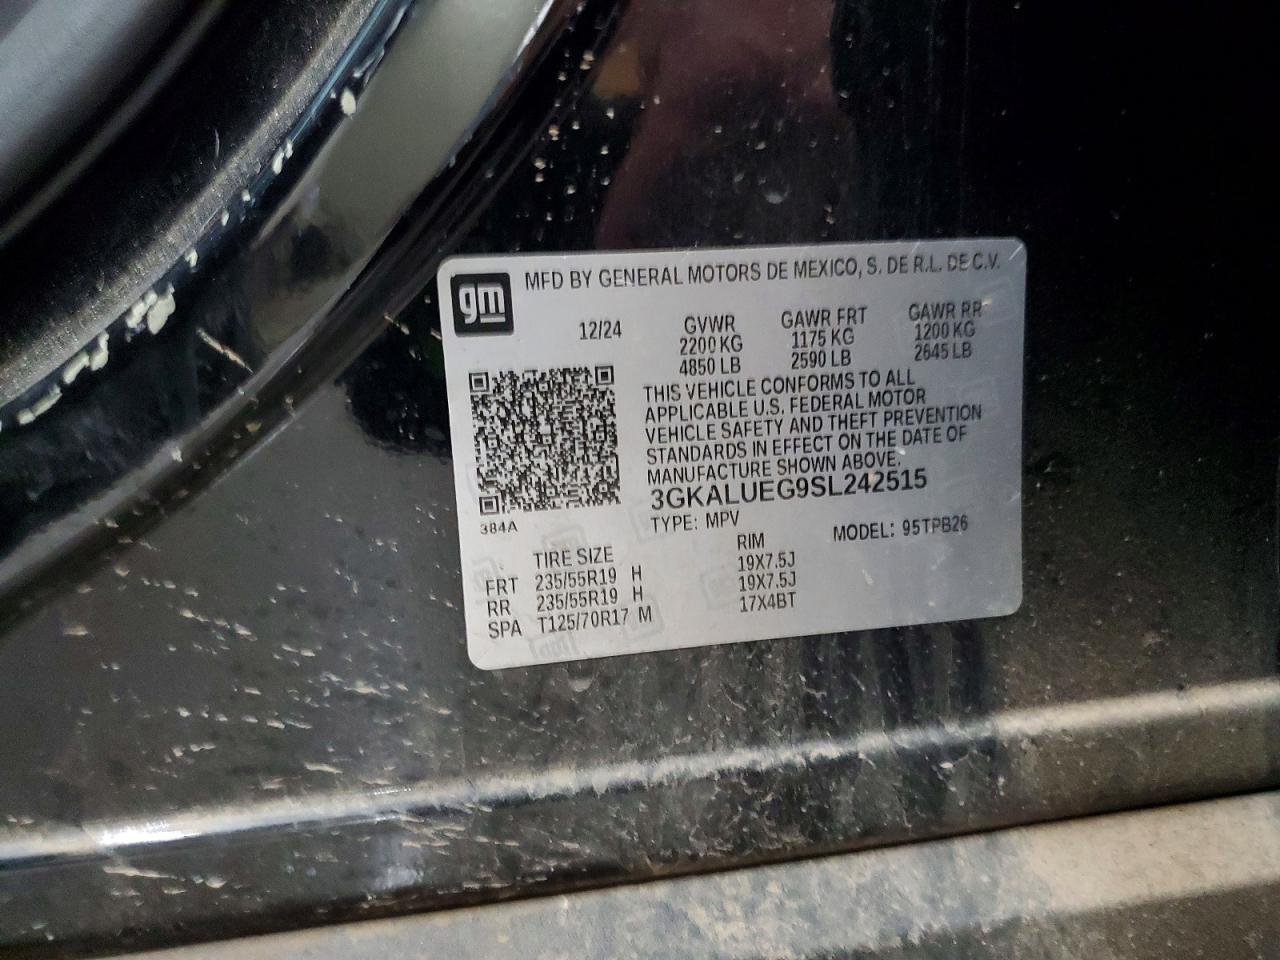 gm
MFD BY GENERAL MOTORS DE MEXICO, S. DE R.L. DE C.V.
12/24
GVWR GAWR FRT GAWR RR
2200 KG 1175 KG 1200 KG
4850 LB 2590 LB 2645 LB
THIS VEHICLE CONFORMS TO ALL
APPLICABLE U.S. FEDERAL MOTOR
VEHICLE SAFETY AND THEFT PREVENTION
STANDARDS IN EFFECT ON THE DATE OF
MANUFACTURE SHOWN ABOVE.
3GKALUEG9SL242515
384A
TYPE: MPV MODEL: 95TPB26
TIRE SIZE RIM
FRT 235/55R19 H 19X7.5J
RR 235/55R19 H 19X7.5J
SPA T125/70R17 M 17X4BT